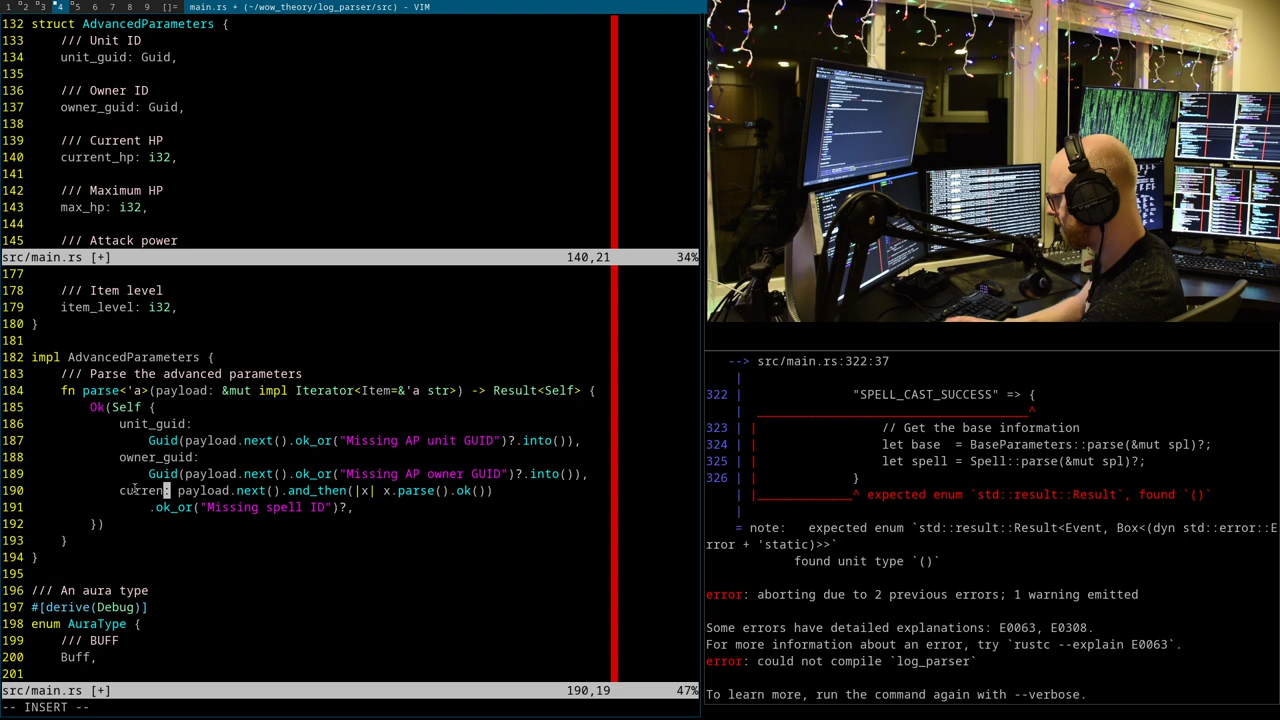 1 2 3 4 5 6 7 8 9 []= main.rs + (~/wow_theory/log_parser/src) - VIM
132 struct AdvancedParameters {
133     /// Unit ID
134     unit_guid: Guid,
135
136     /// Owner ID
137     owner_guid: Guid,
138
139     /// Current HP
140     current_hp: i32,
141
142     /// Maximum HP
143     max_hp: i32,
144
145     /// Attack power
src/main.rs [+] 140,21 34%
177
178     /// Item level
179     item_level: i32,
180 }
181
182 impl AdvancedParameters {
183     /// Parse the advanced parameters
184     fn parse<'a>(payload: &mut impl Iterator<Item=&'a str>) -> Result<Self> {
185         Ok(Self {
186             unit_guid:
187                 Guid(payload.next().ok_or("Missing AP unit GUID")?.into()),
188             owner_guid:
189                 Guid(payload.next().ok_or("Missing AP owner GUID")?.into()),
190             curren: payload.next().and_then(|x| x.parse().ok())
191                 .ok_or("Missing spell ID")?,
192         })
193     }
194 }
195
196 /// An aura type
197 #[derive(Debug)]
198 enum AuraType {
199     /// BUFF
200     Buff,
201
src/main.rs [+] 190,19 47%
-- INSERT --
--> src/main.rs:322:37
|
322 | "SPELL_CAST_SUCCESS" => {
| ______________________________________^
323 | | // Get the base information
324 | | let base  = BaseParameters::parse(&mut spl)?;
325 | | let spell = Spell::parse(&mut spl)?;
326 | | }
| |______________^ expected enum `std::result::Result`, found `()`
|
= note:   expected enum `std::result::Result<Event, Box<(dyn std::error::E
rror + 'static)>>`
found unit type `()`
error: aborting due to 2 previous errors; 1 warning emitted
Some errors have detailed explanations: E0063, E0308.
For more information about an error, try `rustc --explain E0063`.
error: could not compile `log_parser`
To learn more, run the command again with --verbose.